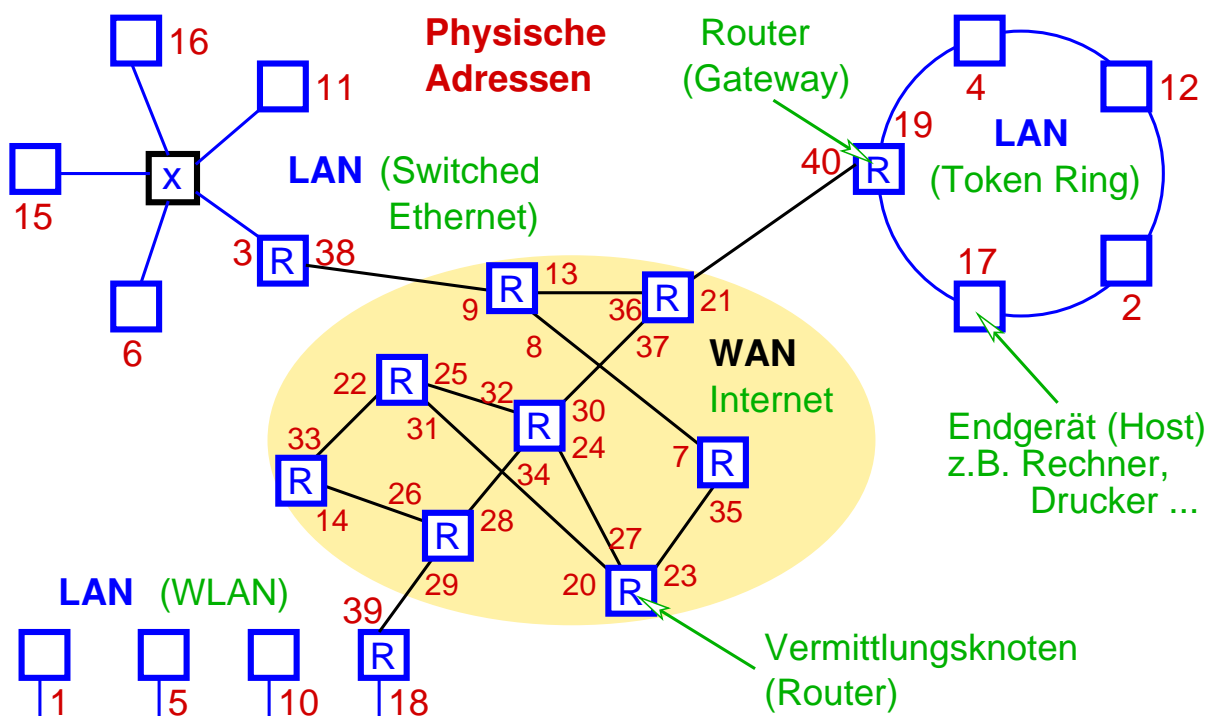 16
Physische
Adressen
Router
(Gateway)
4
12
11
19
LAN
(Token Ring)
40
R
x
LAN (Switched
Ethernet)
15
3
R
38
17
2
6
R
13
9
36
R
21
8
37
WAN
Internet
22
R
25
32
30
31
R
24
33
34
7
R
35
Endgerät (Host)
z.B. Rechner,
Drucker ...
R
14
26
R
28
27
29
20
R
23
LAN (WLAN)
39
R
Vermittlungsknoten
(Router)
1
5
10
18